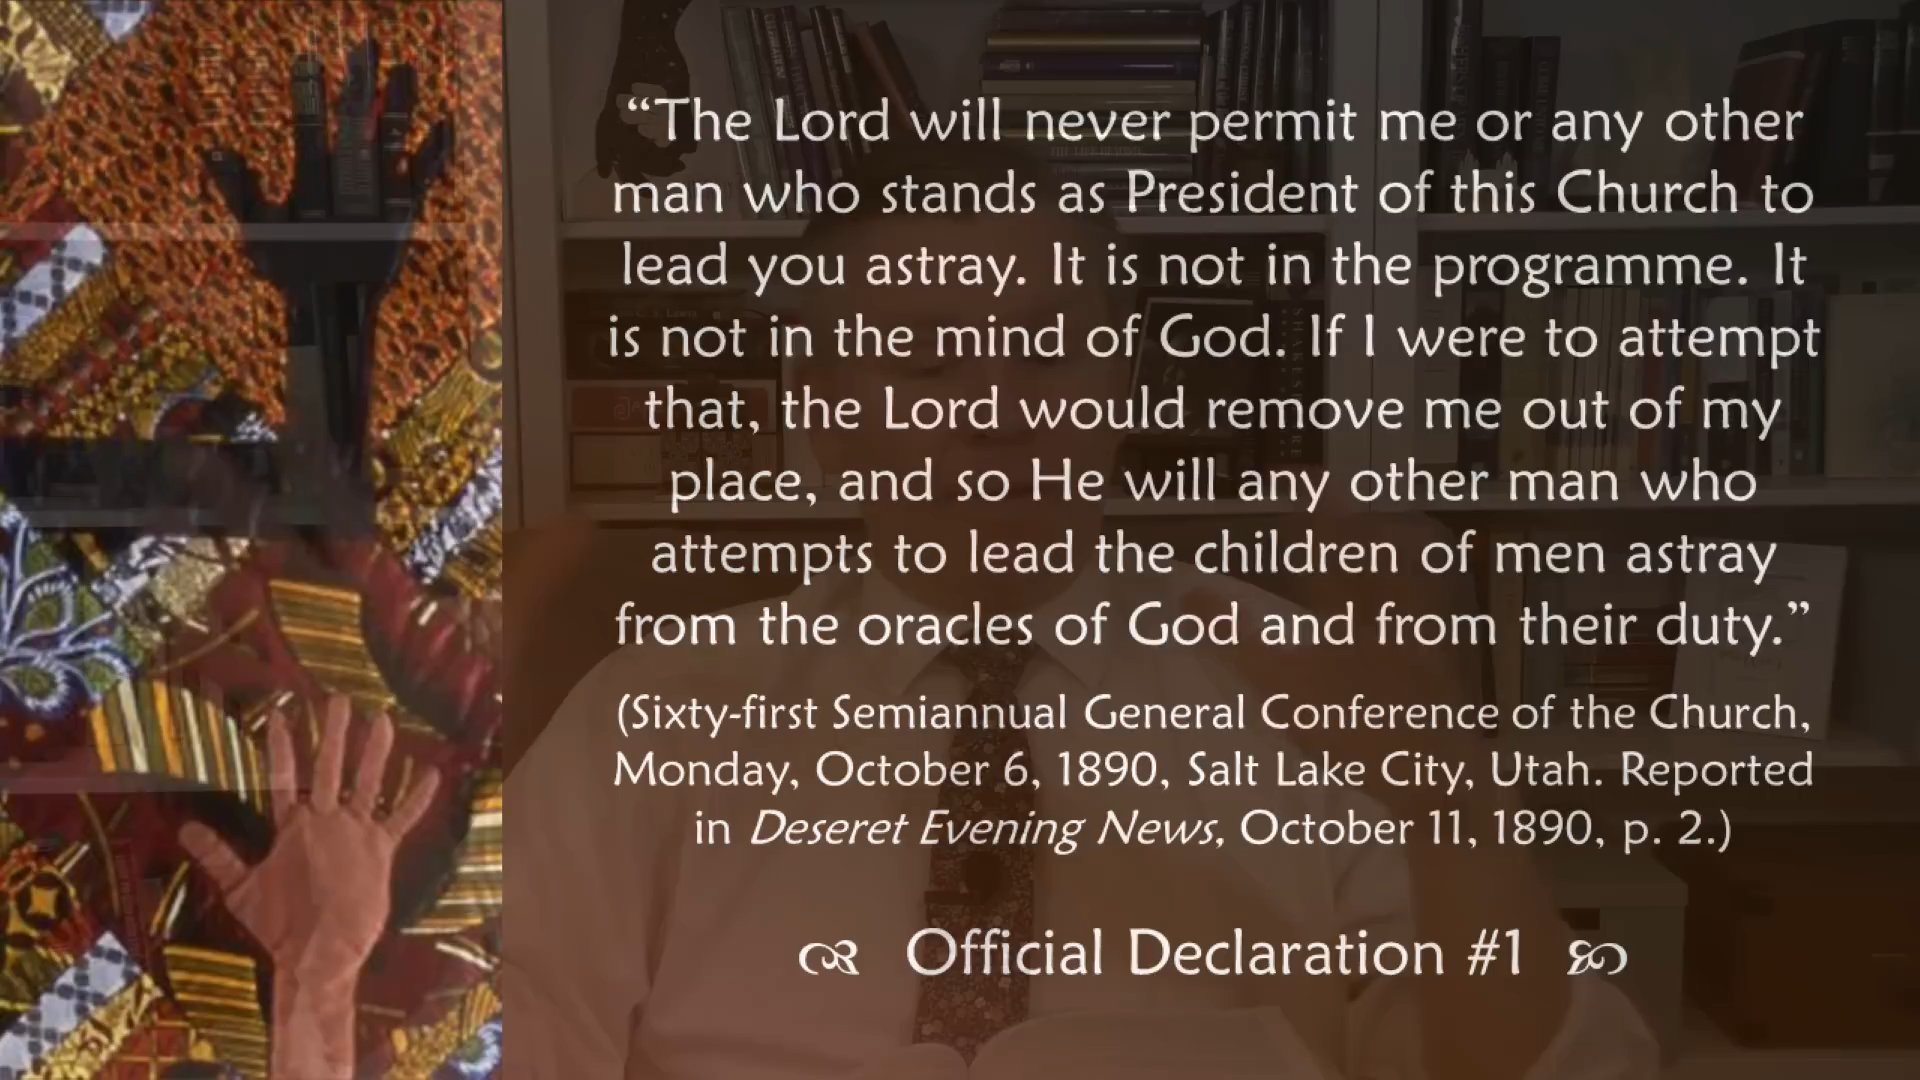 “The Lord will never permit me or any other
man who stands as President of this Church to
lead you astray. It is not in the programme. It
is not in the mind of God. If I were to attempt
that, the Lord would remove me out of my
place, and so He will any other man who
attempts to lead the children of men astray
from the oracles of God and from their duty.”
(Sixty-first Semiannual General Conference of the Church,
Monday, October 6, 1890, Salt Lake City, Utah. Reported
in Deseret Evening News, October 11, 1890, p. 2.)
Official Declaration #1
SHAKESPEARE